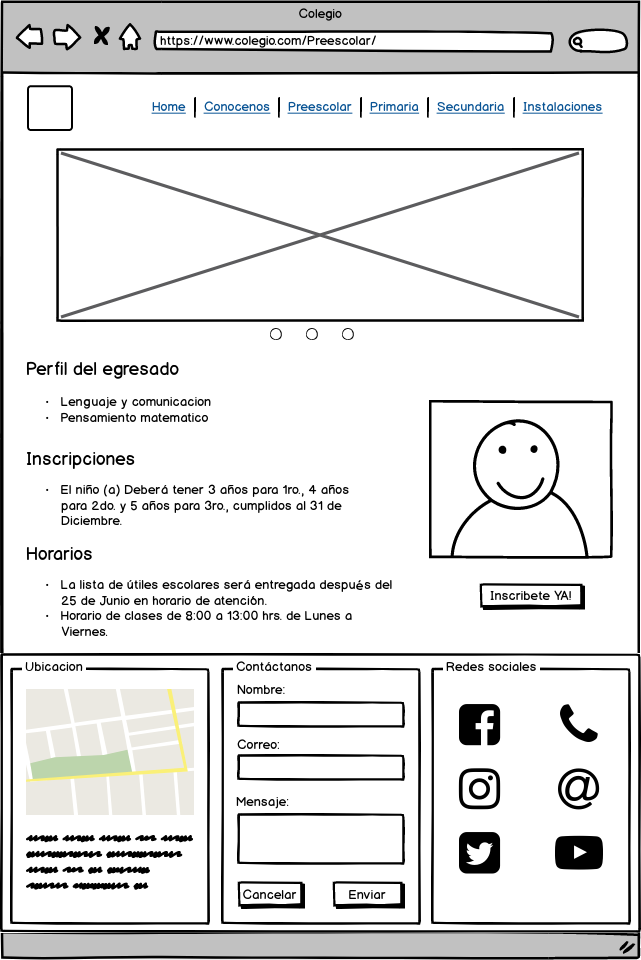 Colegio
https://www.colegio.com/Preescolar/
Home | Conocenos | Preescolar | Primaria | Secundaria | Instalaciones
Perfil del egresado
· Lenguaje y comunicacion
· Pensamiento matematico
Inscripciones
· El niño (a) Deberá tener 3 años para 1ro., 4 años
para 2do. y 5 años para 3ro., cumplidos al 31 de
Diciembre.
Horarios
· La lista de útiles escolares será entregada después del
25 de Junio en horario de atención.
· Horario de clases de 8:00 a 13:00 hrs. de Lunes a
Viernes.
Inscribete YA!
Ubicacion
Contáctanos
Nombre:
Correo:
Mensaje:
Cancelar
Enviar
Redes sociales